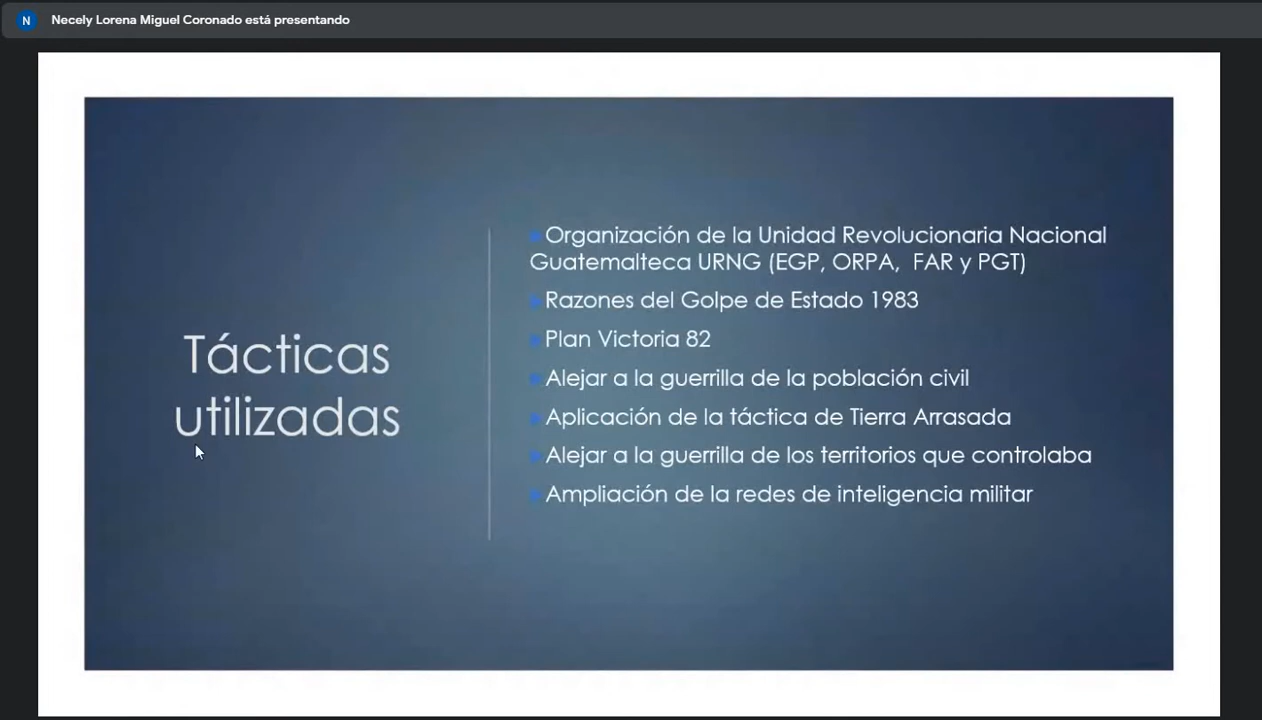 N Necely Lorena Miguel Coronado está presentando
Tácticas
utilizadas
Organización de la Unidad Revolucionaria Nacional
Guatemalteca URNG (EGP, ORPA, FAR y PGT)
Razones del Golpe de Estado 1983
Plan Victoria 82
Alejar a la guerrilla de la población civil
Aplicación de la táctica de Tierra Arrasada
Alejar a la guerrilla de los territorios que controlaba
Ampliación de la redes de inteligencia militar